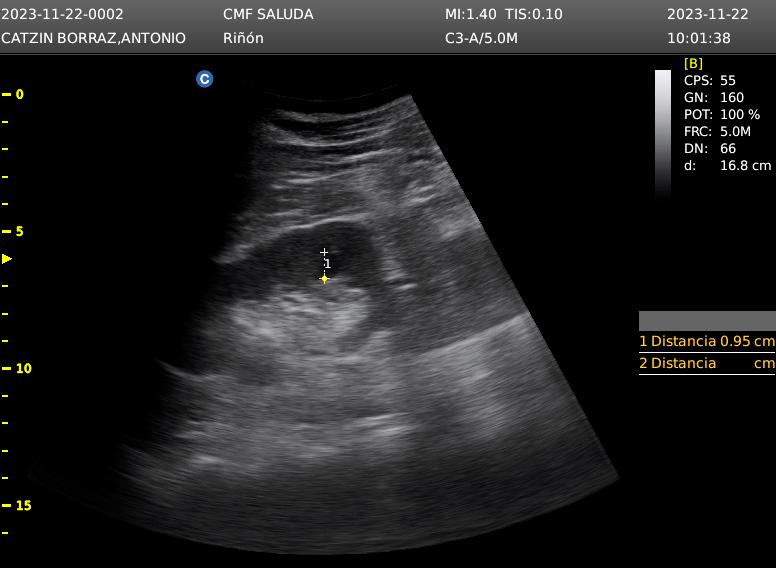 2023-11-22-0002 CMF SALUDA MI:1.40 TIS:0.10 2023-11-22
CATZIN BORRAZ,ANTONIO Riñón C3-A/5.0M 10:01:38
C
[B]
CPS: 55
GN: 160
POT: 100 %
FRC: 5.0M
DN: 66
d: 16.8 cm
0
5
10
15
1
1 Distancia 0.95 cm
2 Distancia cm